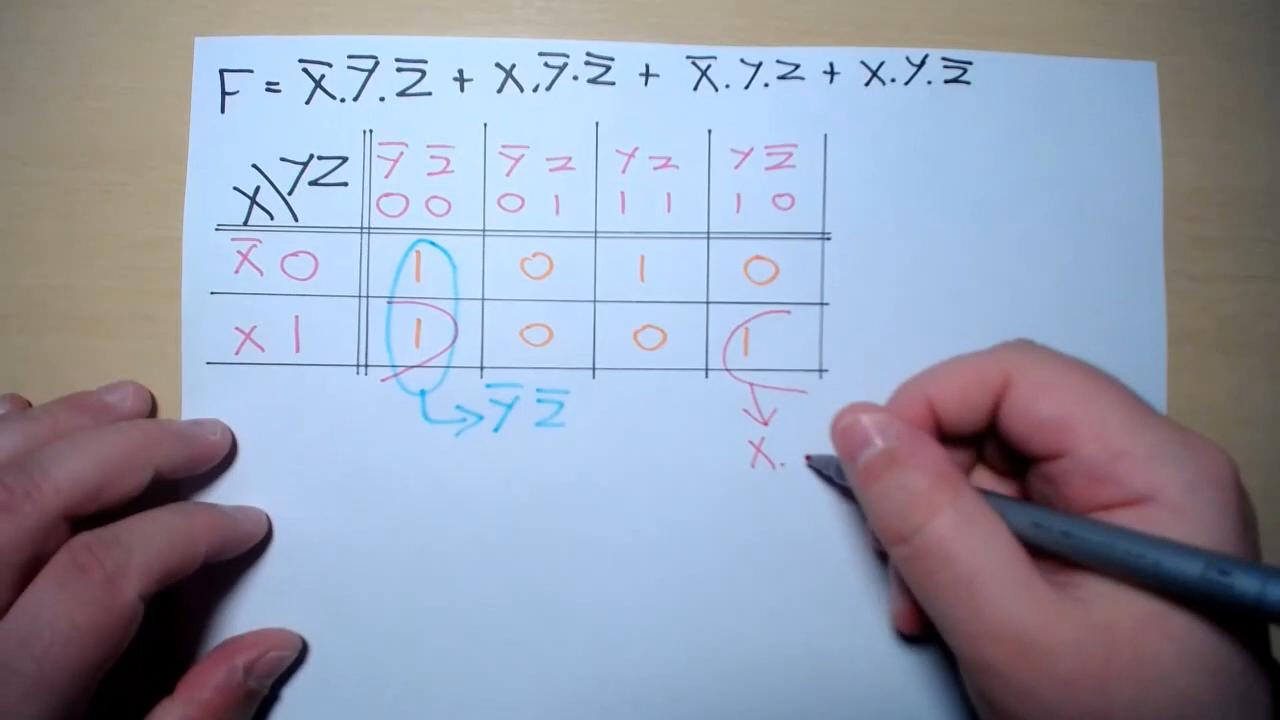 F = X̅.Y̅.Z̅ + X.Y̅.Z̅ + X̅.Y.Z + X.Y.Z̅
X\YZ Y̅ Z̅ Y̅ Z Y Z Y Z̅
0 0 0 1 1 1 1 0
X̅ 0 1 0 1 0
X 1 1 0 0 1
Y̅ Z̅
X.